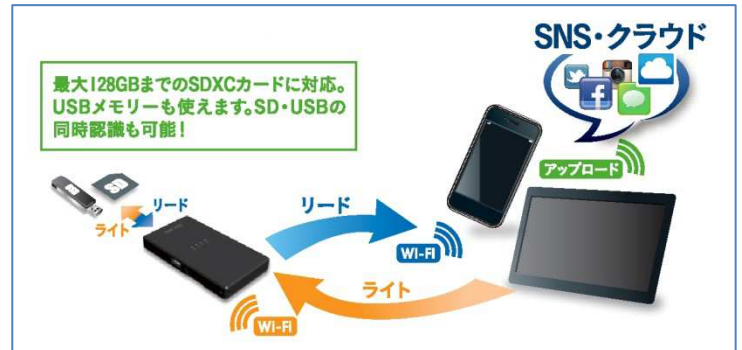 SNS・クラウド
最大128GBまでのSDXCカードに対応。
USBメモリーも使えます。SD・USBの
同時認識も可能！
アップロード
SD
リード
ライト
リード
Wi-Fi
ライト
Wi-Fi